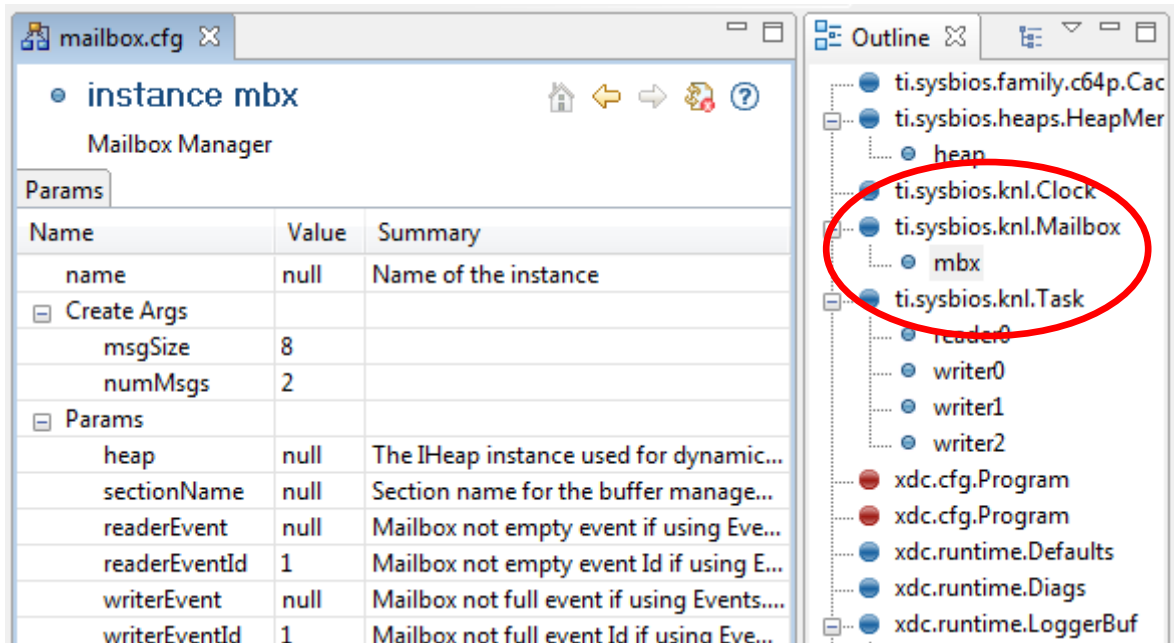 mailbox.cfg
instance mbx
Mailbox Manager
Params
Name Value Summary
name null Name of the instance
Create Args
msgSize 8
numMsgs 2
Params
heap null The IHeap instance used for dynamic...
sectionName null Section name for the buffer manage...
readerEvent null Mailbox not empty event if using Eve...
readerEventId 1 Mailbox not empty event Id if using E...
writerEvent null Mailbox not full event if using Events....
writerEventId 1 Mailbox not full event Id if using Eve...
Outline
ti.sysbios.family.c64p.Cac
ti.sysbios.heaps.HeapMer
heap
ti.sysbios.knl.Clock
ti.sysbios.knl.Mailbox
mbx
ti.sysbios.knl.Task
reader0
writer0
writer1
writer2
xdc.cfg.Program
xdc.cfg.Program
xdc.runtime.Defaults
xdc.runtime.Diags
xdc.runtime.LoggerBuf